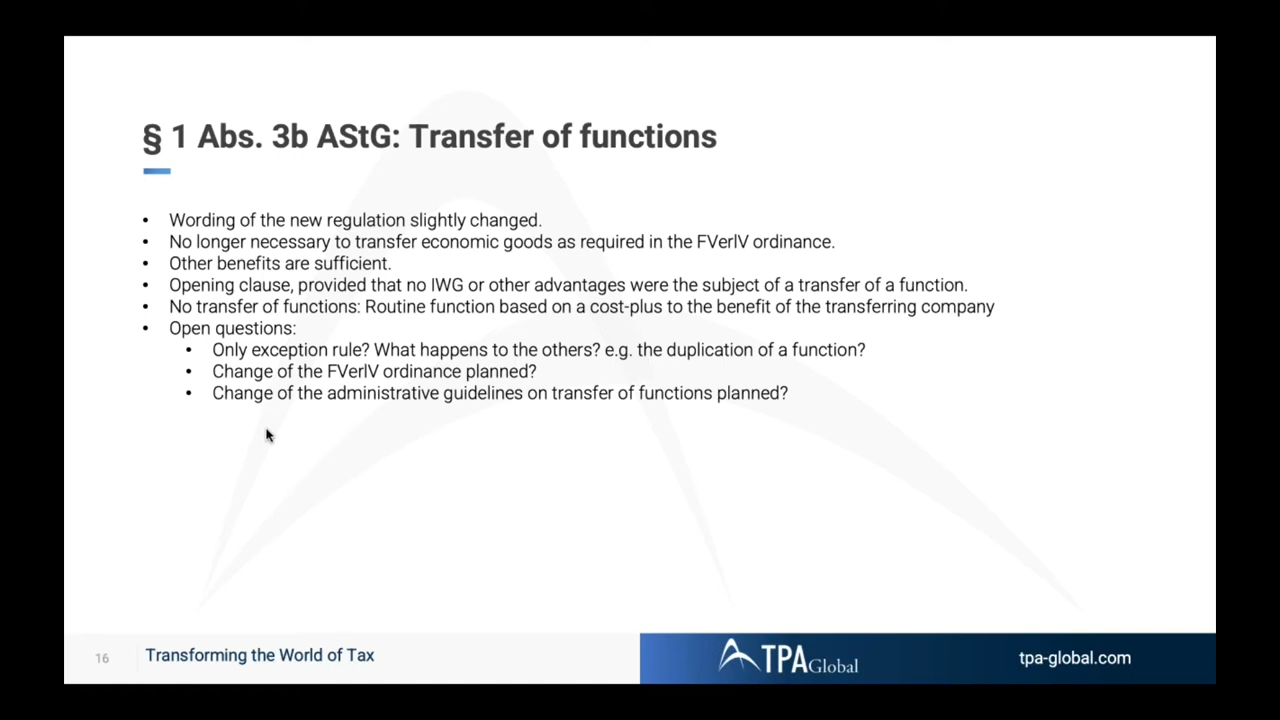 § 1 Abs. 3b AStG: Transfer of functions
• Wording of the new regulation slightly changed.
• No longer necessary to transfer economic goods as required in the FVerlV ordinance.
• Other benefits are sufficient.
• Opening clause, provided that no IWG or other advantages were the subject of a transfer of a function.
• No transfer of functions: Routine function based on a cost-plus to the benefit of the transferring company
• Open questions:
• Only exception rule? What happens to the others? e.g. the duplication of a function?
• Change of the FVerlV ordinance planned?
• Change of the administrative guidelines on transfer of functions planned?
16
Transforming the World of Tax
TPA Global
tpa-global.com